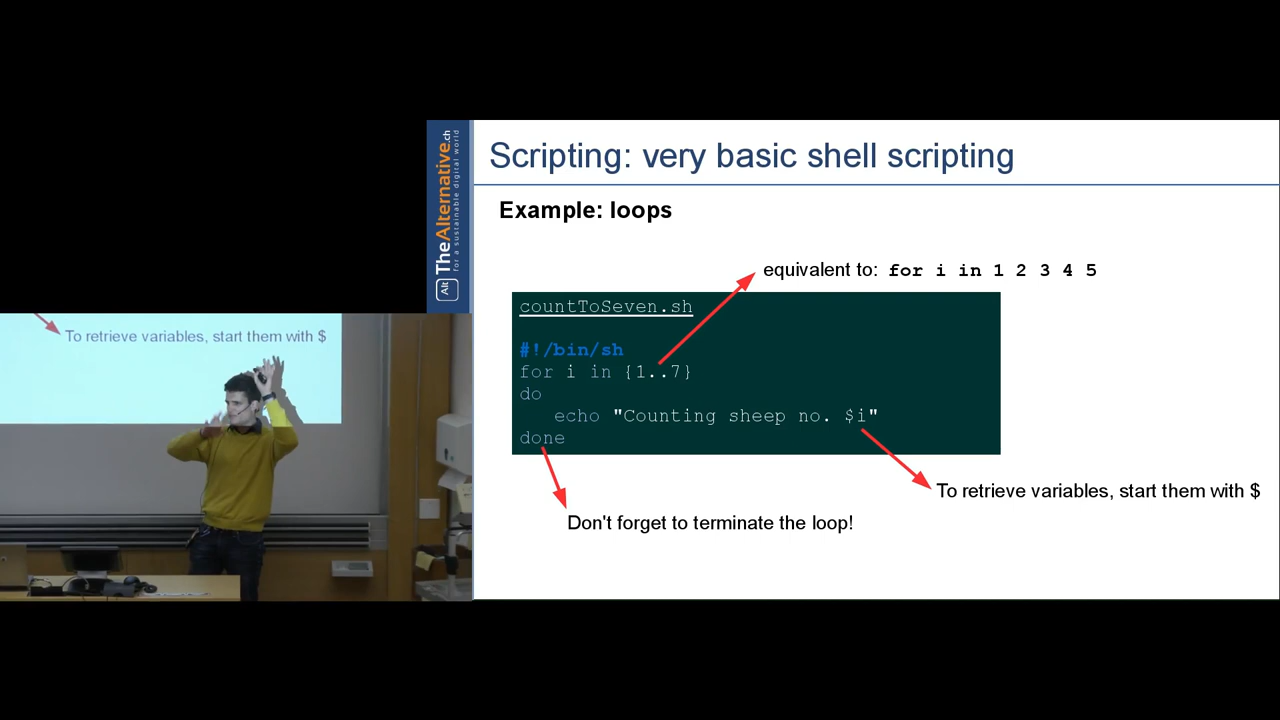 Scripting: very basic shell scripting
Example: loops
equivalent to: for i in 1 2 3 4 5
countToSeven.sh
#!/bin/sh
for i in {1..7}
do
echo "Counting sheep no. $i"
done
To retrieve variables, start them with $
Don't forget to terminate the loop!
Alt
TheAlternative.ch
for a sustainable digital world
To retrieve variables, start them with $